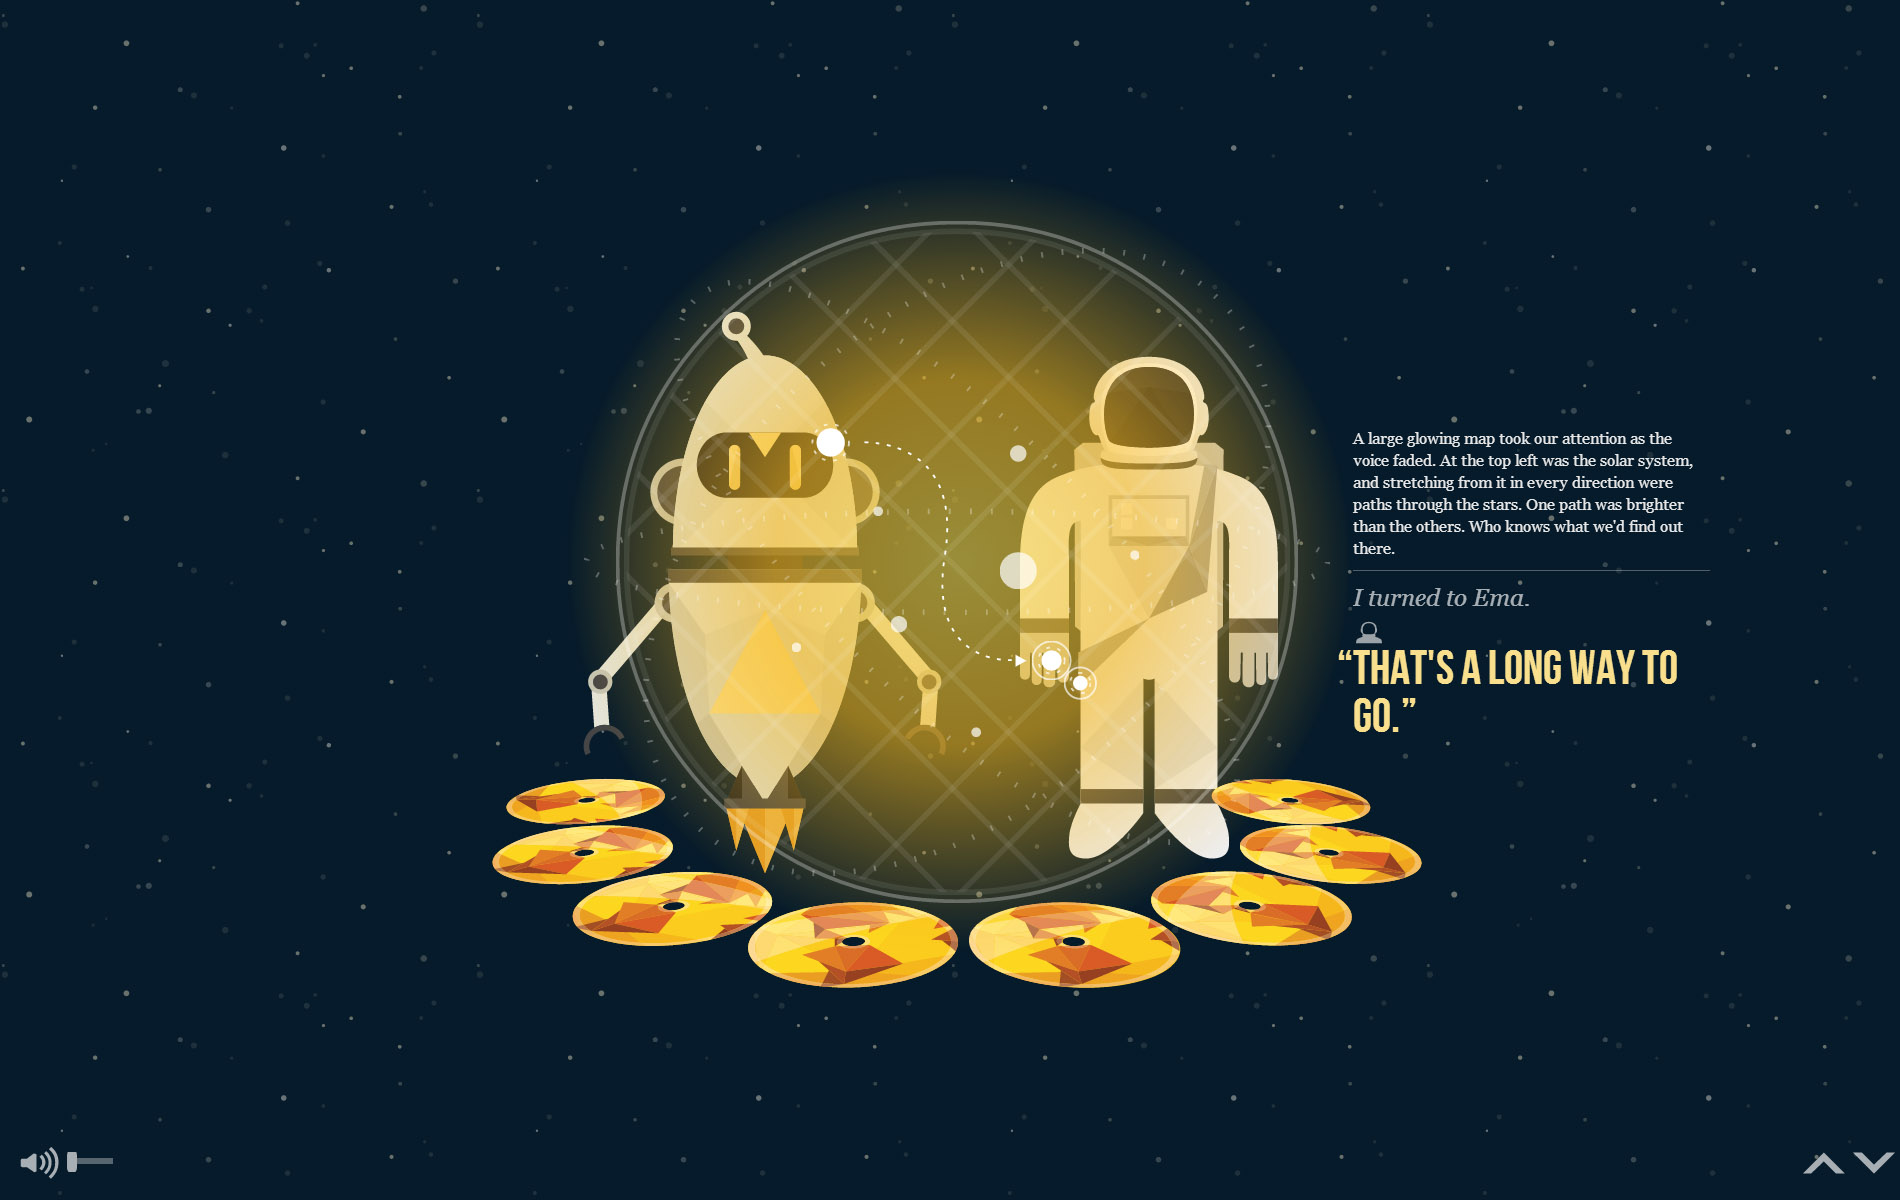 A large glowing map took our attention as the
voice faded. At the top left was the solar system,
and stretching from it in every direction were
paths through the stars. One path was brighter
than the others. Who knows what we'd find out
there.
I turned to Ema.
“THAT'S A LONG WAY TO
GO.”